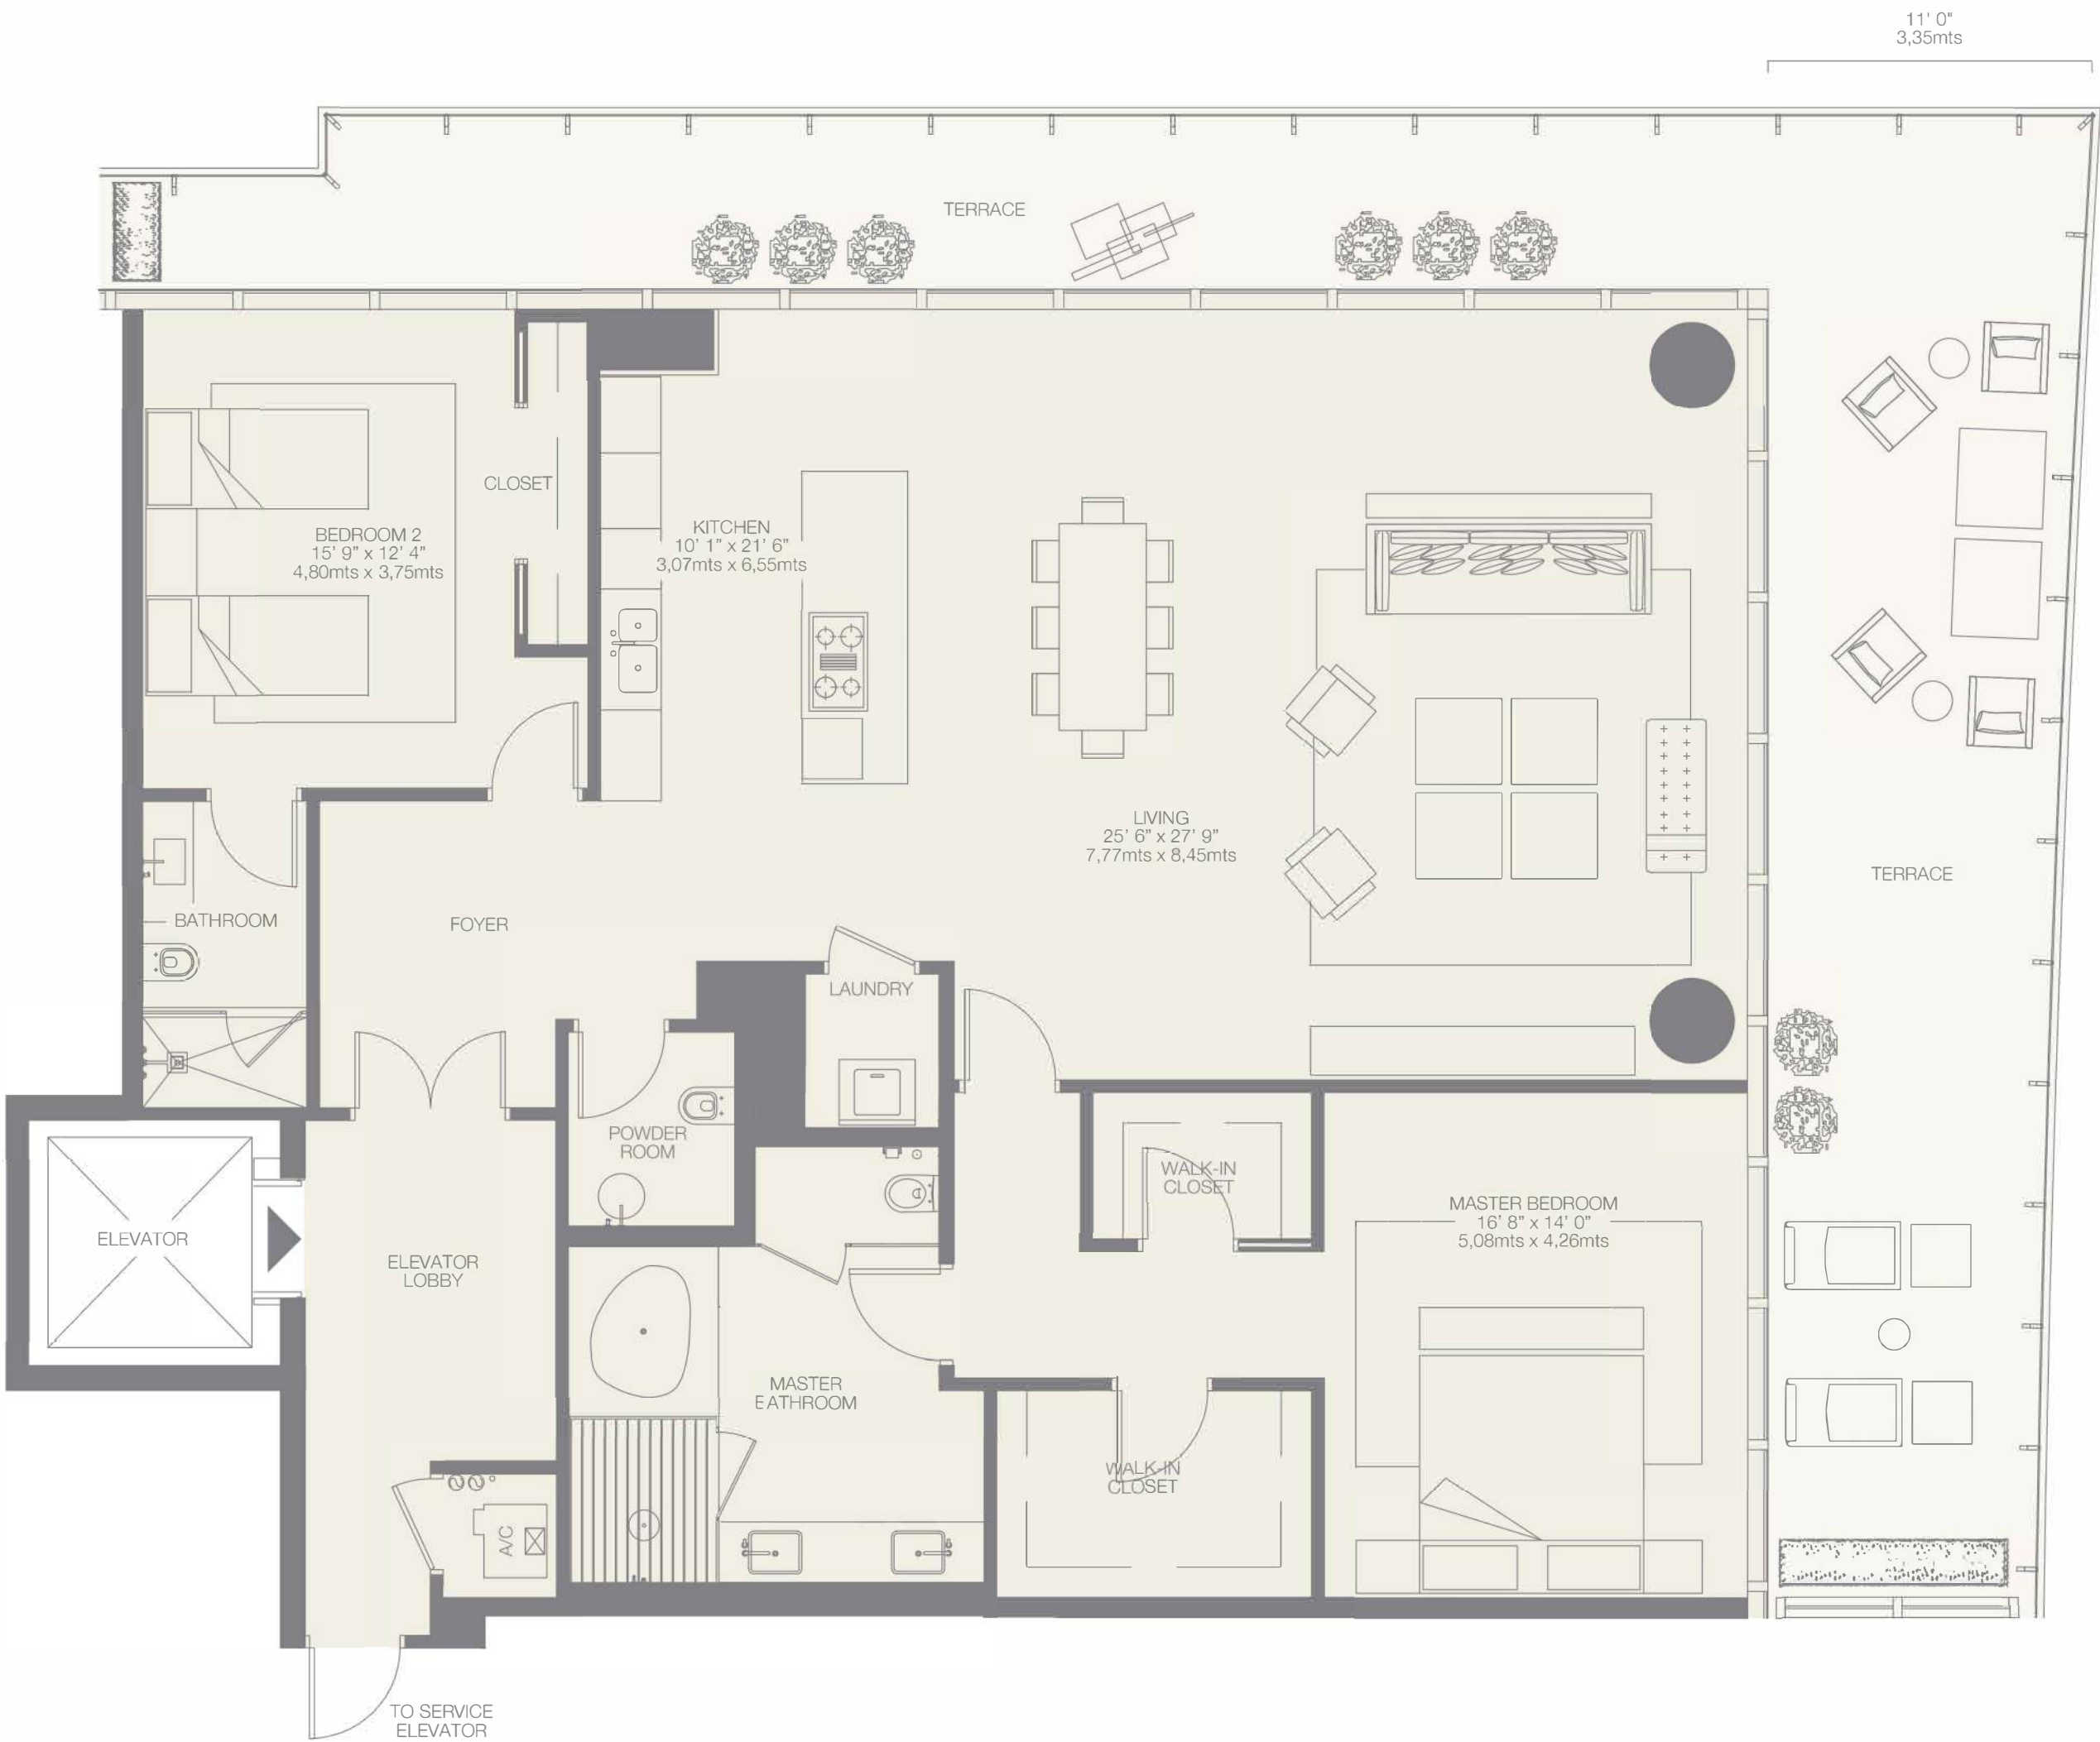 11' 0"
3,35mts
TERRACE
CLOSET
BEDROOM 2
15' 9" x 12' 4"
4,80mts x 3,75mts
KITCHEN
10' 1" x 21' 6"
3,07mts x 6,55mts
LIVING
25' 6" x 27' 9"
7,77mts x 8,45mts
TERRACE
BATHROOM
FOYER
LAUNDRY
POWDER
ROOM
WALK-IN
CLOSET
MASTER BEDROOM
16' 8" x 14' 0"
5,08mts x 4,26mts
ELEVATOR
ELEVATOR
LOBBY
MASTER
EATHROOM
WALK-IN
CLOSET
A/C
TO SERVICE
ELEVATOR